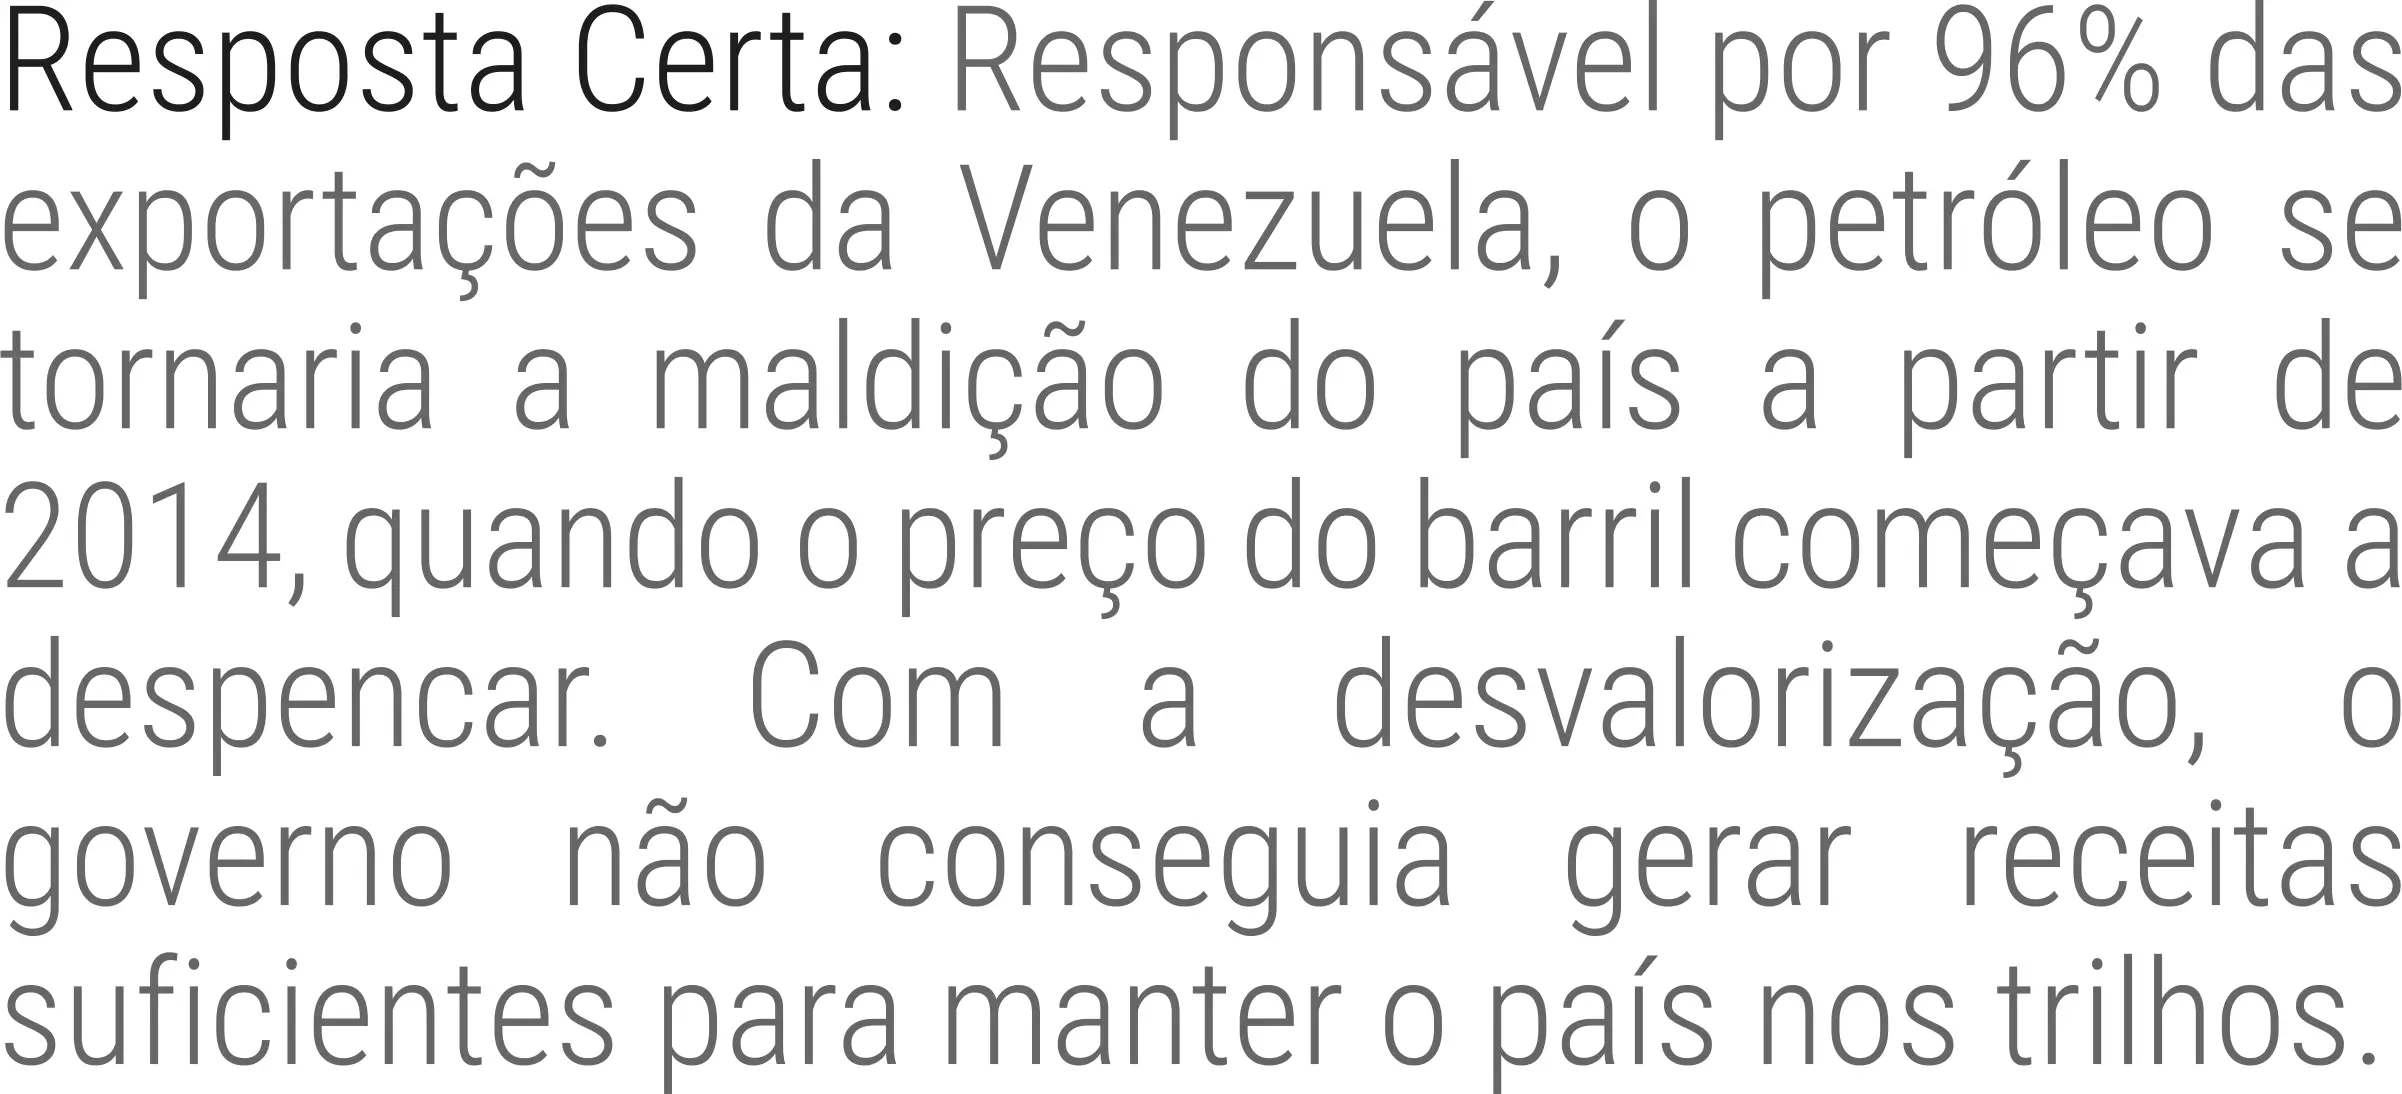 Resposta Certa: Responsável por 96% das
exportações da Venezuela, o petróleo se
tornaria a maldição do país a partir de
2014, quando o preço do barril começava a
despencar. Com a desvalorização, o
governo não conseguia gerar receitas
suficientes para manter o país nos trilhos.